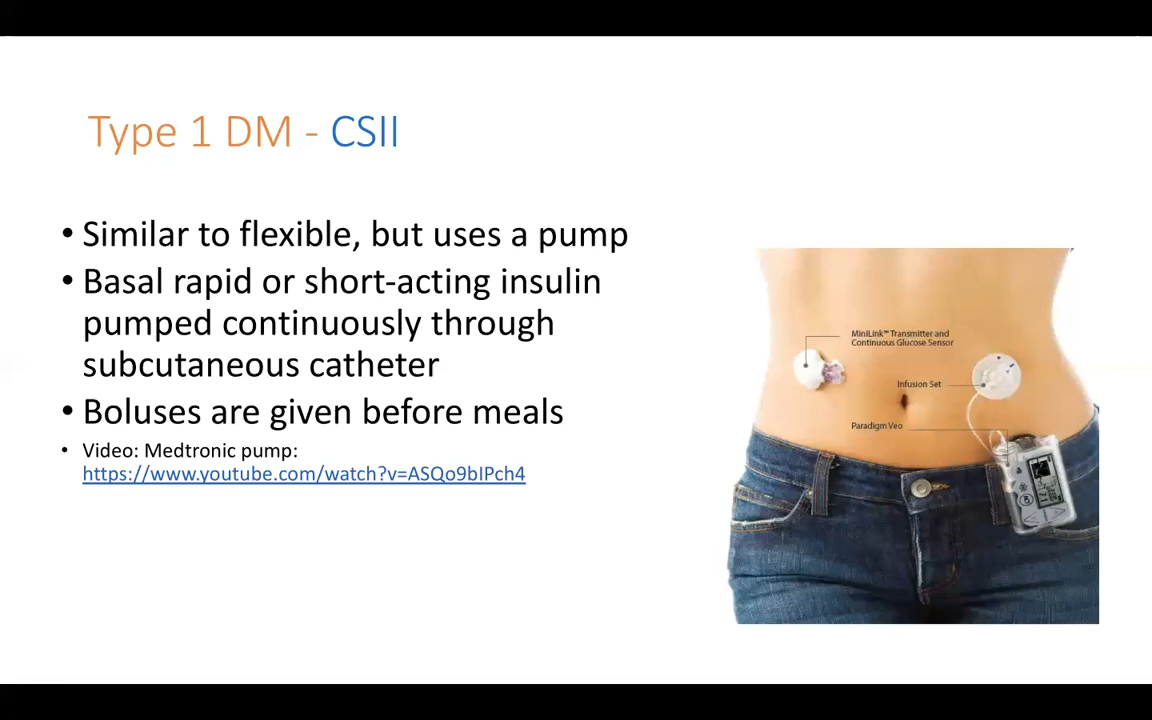 Type 1 DM - CSII
• Similar to flexible, but uses a pump
• Basal rapid or short-acting insulin
pumped continuously through
subcutaneous catheter
• Boluses are given before meals
• Video: Medtronic pump:
https://www.youtube.com/watch?v=ASQo9bIPch4
MiniLink™ Transmitter and
Continuous Glucose Sensor
Infusion Set
Paradigm Veo